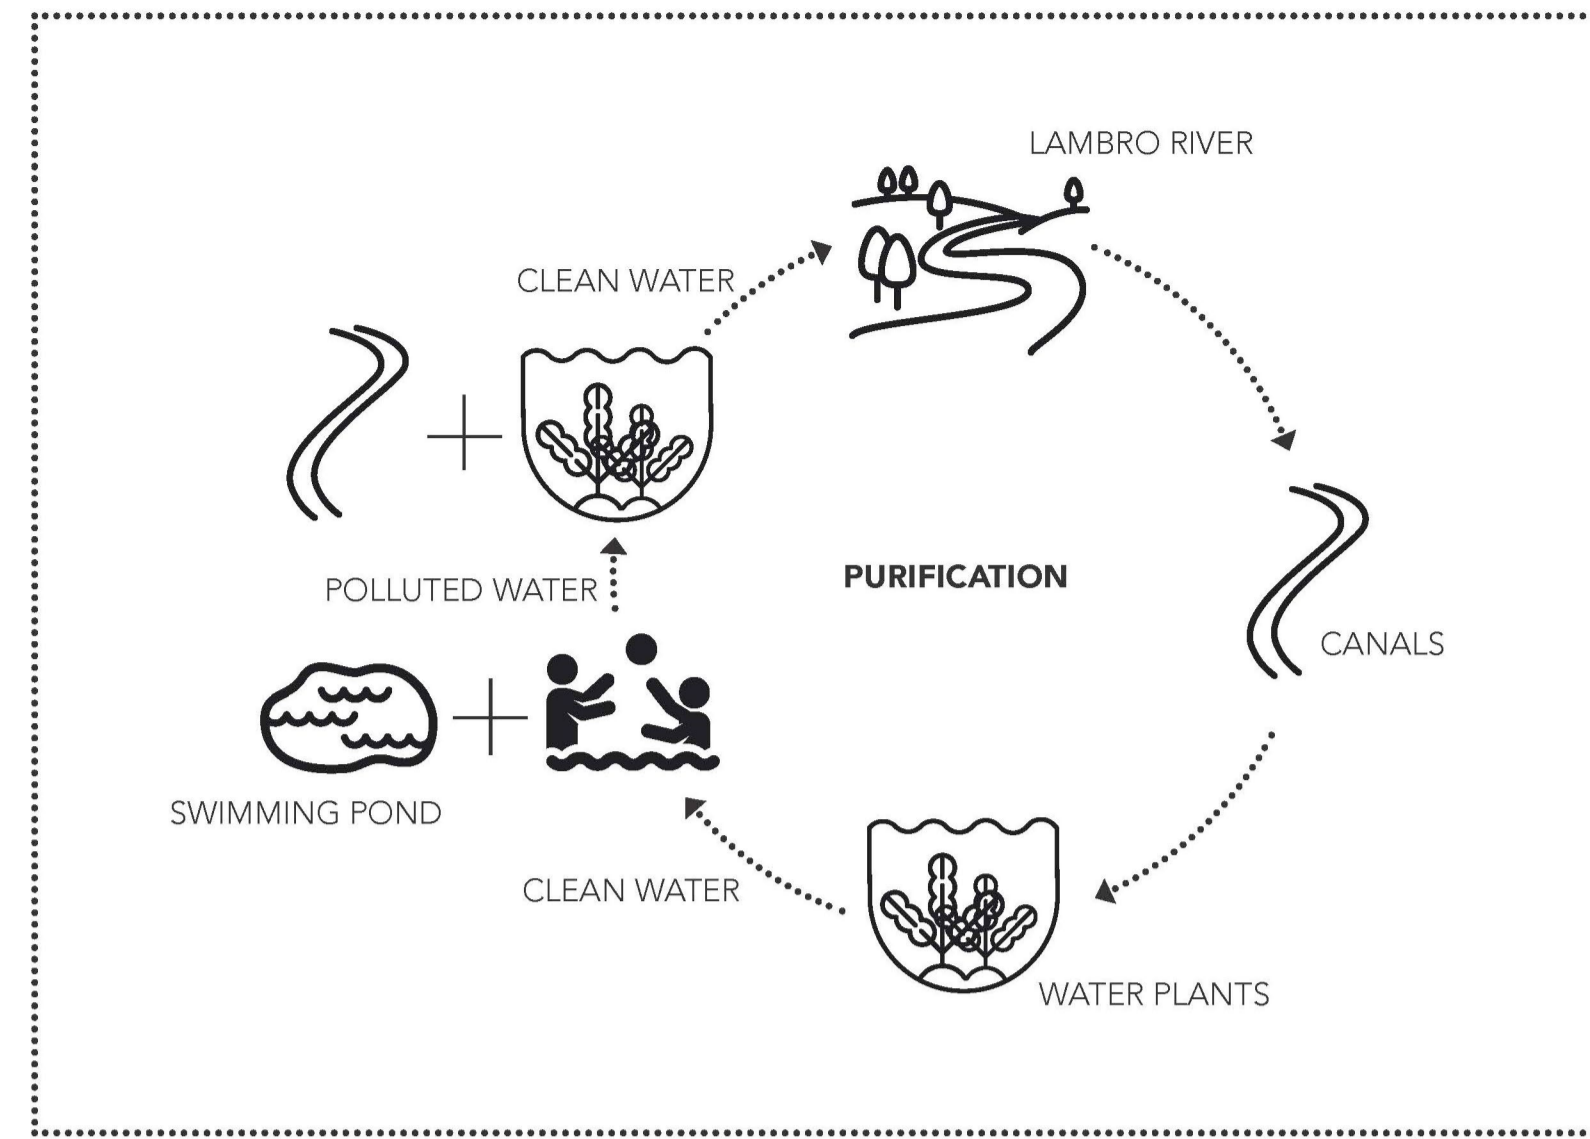 LAMBRO RIVER
CLEAN WATER
PURIFICATION
POLLUTED WATER
CANALS
SWIMMING POND
CLEAN WATER
WATER PLANTS